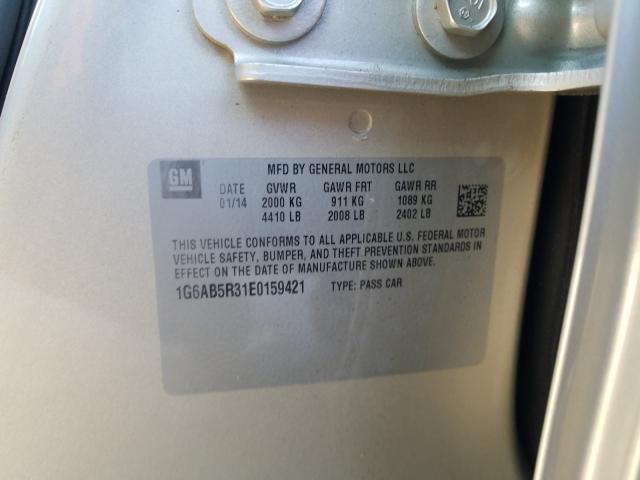 GM
MFD BY GENERAL MOTORS LLC
DATE GVWR GAWR FRT GAWR RR
01/14 2000 KG 911 KG 1089 KG
4410 LB 2008 LB 2402 LB
THIS VEHICLE CONFORMS TO ALL APPLICABLE U.S. FEDERAL MOTOR
VEHICLE SAFETY, BUMPER, AND THEFT PREVENTION STANDARDS IN
EFFECT ON THE DATE OF MANUFACTURE SHOWN ABOVE.
1G6AB5R31E0159421 TYPE: PASS CAR